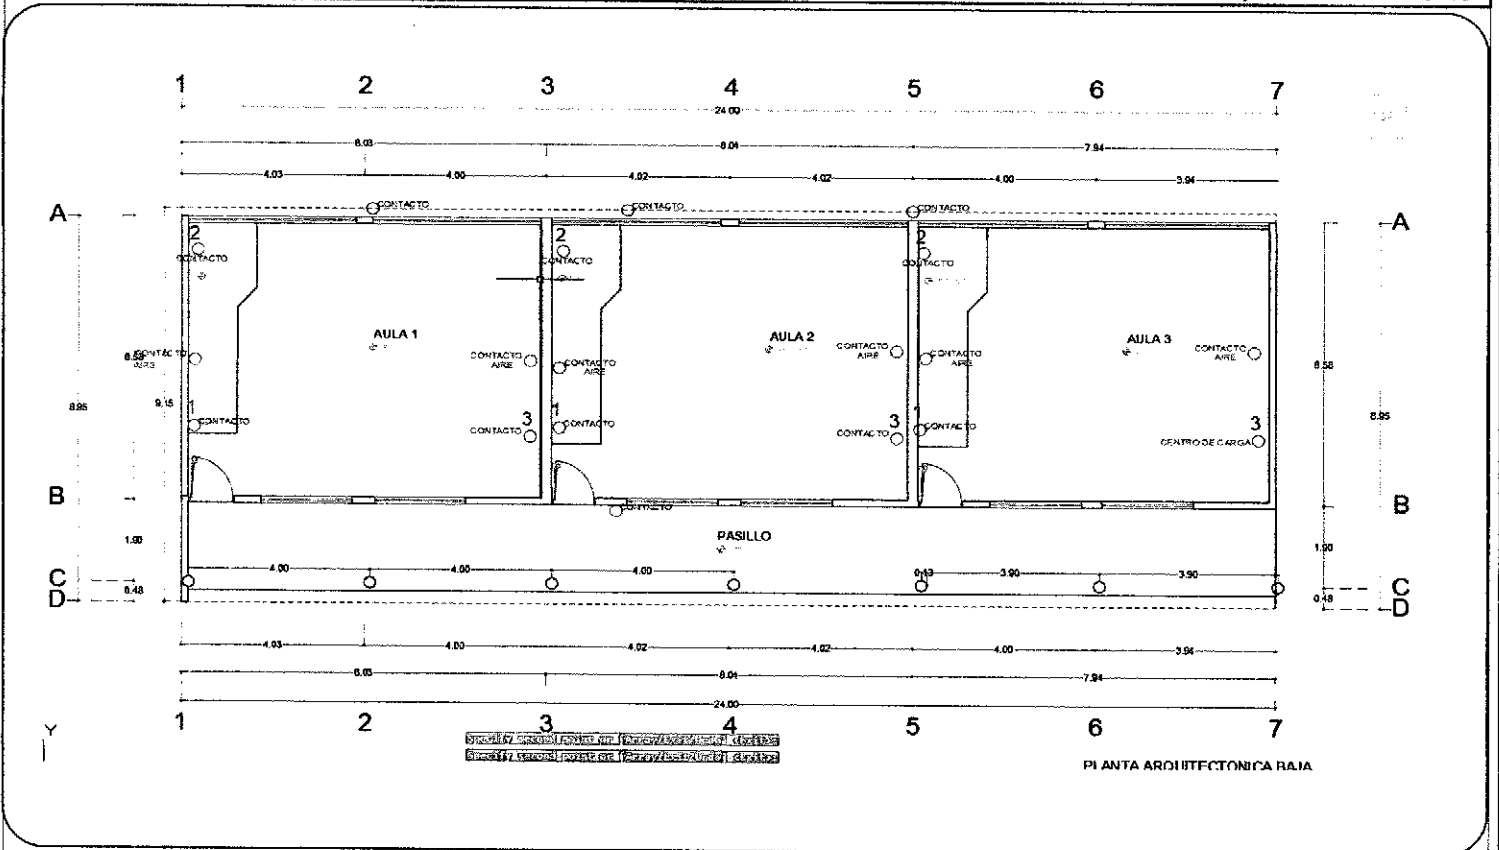 1 2 3 4 5 6 7
24.00
8.03 8.04 7.94
4.03 4.00 4.02 4.02 4.00 3.94
A CONTACTO CONTACTO CONTACTO A
2 2 2
CONTACTO CONTACTO CONTACTO
AULA 1 AULA 2 AULA 3
CONTACTO AIRE
CONTACTO AIRE
CONTACTO AIRE
CONTACTO AIRE
CONTACTO AIRE
CONTACTO AIRE
6.58 6.58
8.95 9.15 8.95
1 3 1 3 1 3
CONTACTO CONTACTO CONTACTO CONTACTO CONTACTO CENTRO DE CARGA
B B
CONTACTO
1.90 PASILLO 1.90
4.00 4.00 4.00 0.13 3.90 3.90
C C
0.48 0.48
D D
4.03 4.00 4.02 4.02 4.00 3.94
8.03 8.04 7.94
24.00
1 2 3 4 5 6 7
Y
PLANTA ARQUITECTONICA BAJA